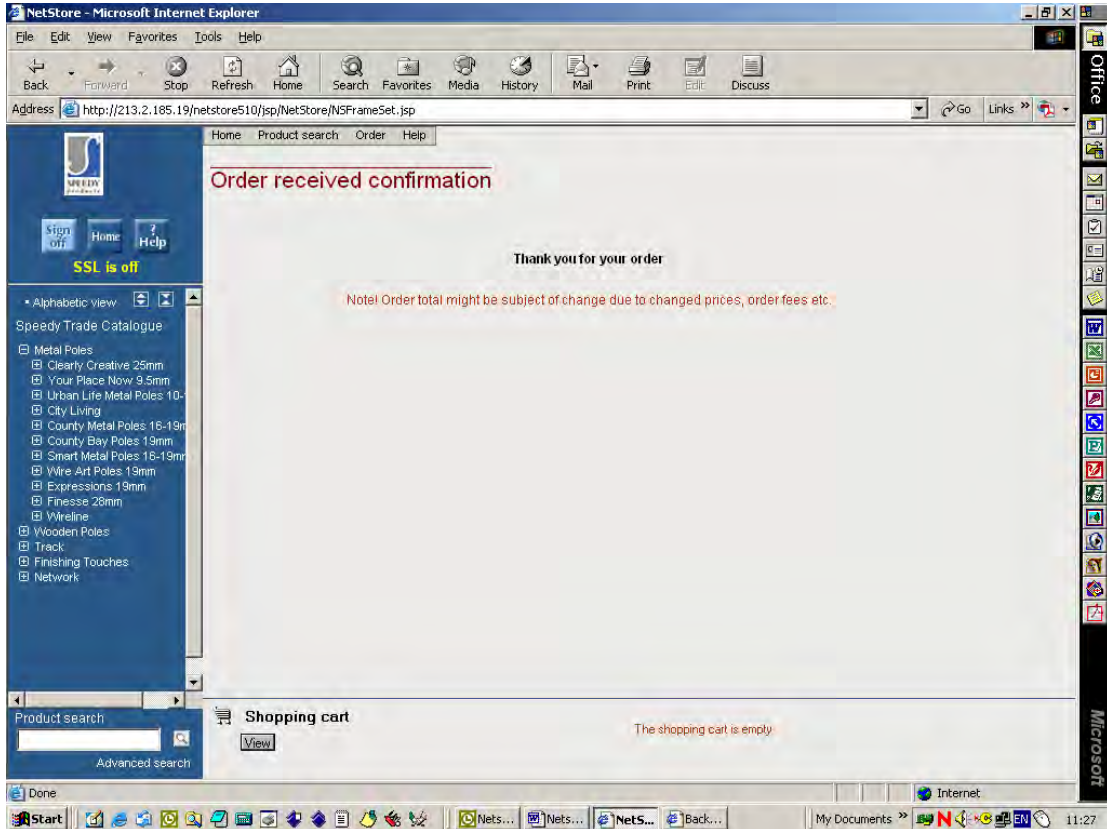 NetStore - Microsoft Internet Explorer
File Edit View Favorites Tools Help
Back Forward Stop Refresh Home Search Favorites Media History Mail Print Edit Discuss
Address http://213.2.185.19/netstore510/jsp/NetStore/NSFrameSet.jsp Go Links »
Office
Home Product search Order Help
SPEEDY
products
Order received confirmation
Sign off Home ? Help
SSL is off
Thank you for your order
Note! Order total might be subject of change due to changed prices, order fees etc.
Alphabetic view
Speedy Trade Catalogue
Metal Poles
Clearly Creative 25mm
Your Place Now 9.5mm
Urban Life Metal Poles 10-
City Living
County Metal Poles 16-19m
County Bay Poles 19mm
Smart Metal Poles 16-19mr
Wire Art Poles 19mm
Expressions 19mm
Finesse 28mm
Wireline
Wooden Poles
Track
Finishing Touches
Network
Product search
Advanced search
Shopping cart
View
The shopping cart is empty
Microsoft
Done Internet
Start Nets... Nets... NetS... Back... My Documents » EN 11:27